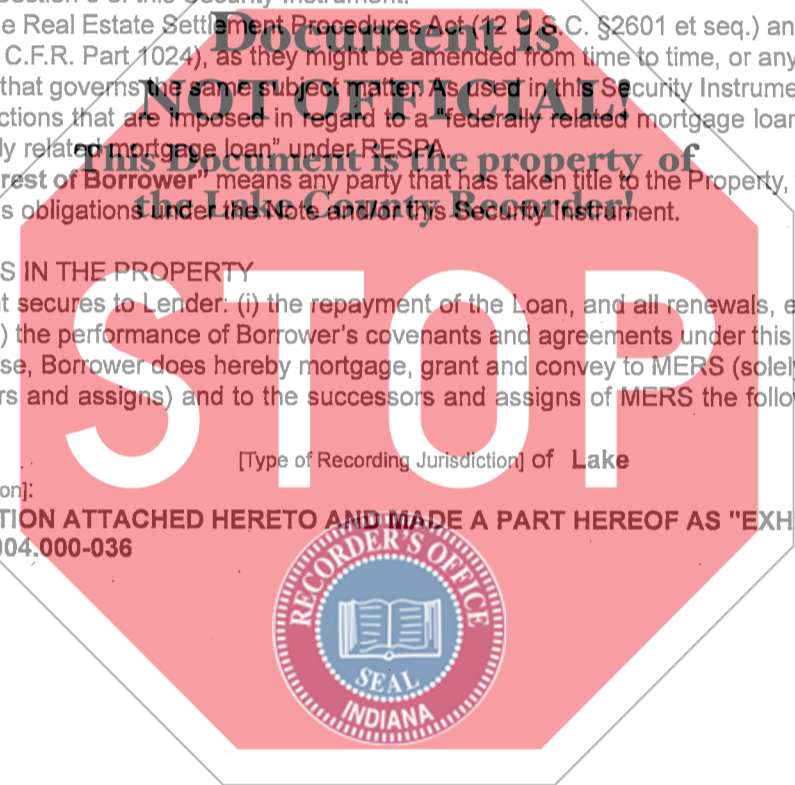 e Real Estate Settlement Procedures Act (12 U.S.C. §2601 et seq.) an
Document is
C.F.R. Part 1024), as they might be amended from time to time, or any
that governs the same subject matter. As used in this Security Instrume
NOT OFFICIAL!
ctions that are imposed in regard to a "federally related mortgage loan
ly related mortgage loan" under RESPA.
This Document is the property of
rest of Borrower" means any party that has taken title to the Property,
s obligations under the Note and/or this Security Instrument.
the Lake County Recorder!
S IN THE PROPERTY
t secures to Lender: (i) the repayment of the Loan, and all renewals, e
) the performance of Borrower's covenants and agreements under this
se, Borrower does hereby mortgage, grant and convey to MERS (solely
rs and assigns) and to the successors and assigns of MERS the follo
STOP
[Type of Recording Jurisdiction] of Lake
on]:
TION ATTACHED HERETO AND MADE A PART HEREOF AS "EXH
04.000-036
RECORDER'S OFFICE
SEAL
INDIANA